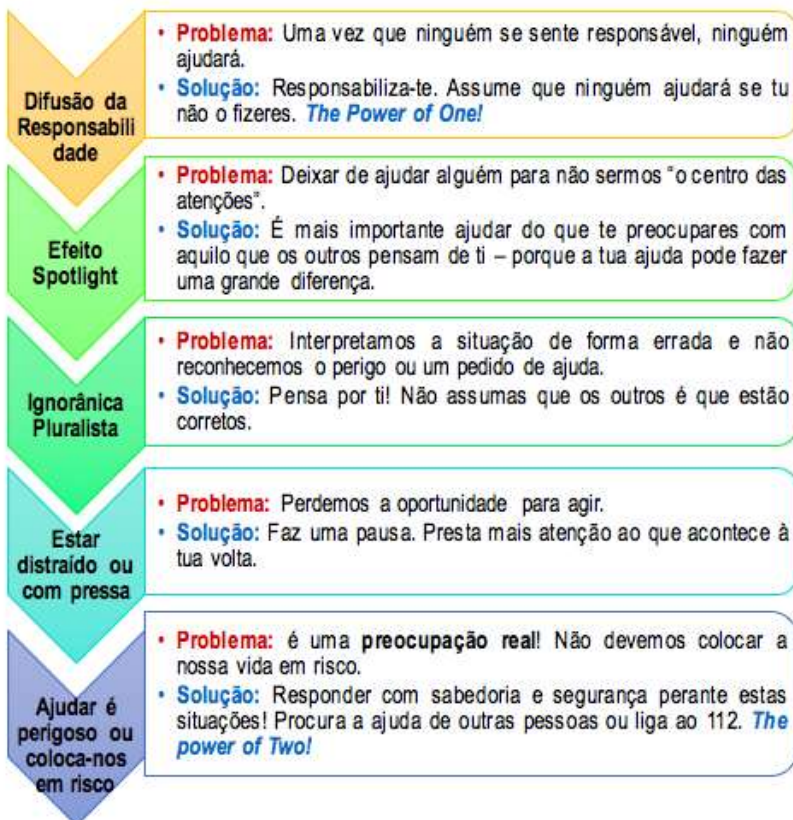 Difusão da
Responsabili
dade
• Problema: Uma vez que ninguém se sente responsável, ninguém
ajudará.
• Solução: Responsabiliza-te. Assume que ninguém ajudará se tu
não o fizeres. The Power of One!
Efeito
Spotlight
• Problema: Deixar de ajudar alguém para não sermos “o centro das
atenções”.
• Solução: É mais importante ajudar do que te preocupares com
aquilo que os outros pensam de ti – porque a tua ajuda pode fazer
uma grande diferença.
Ignorânica
Pluralista
• Problema: Interpretamos a situação de forma errada e não
reconhecemos o perigo ou um pedido de ajuda.
• Solução: Pensa por ti! Não assumas que os outros é que estão
corretos.
Estar
distraído ou
com pressa
• Problema: Perdemos a oportunidade para agir.
• Solução: Faz uma pausa. Presta mais atenção ao que acontece à
tua volta.
Ajudar é
perigoso ou
coloca-nos
em risco
• Problema: é uma preocupação real! Não devemos colocar a
nossa vida em risco.
• Solução: Responder com sabedoria e segurança perante estas
situações! Procura a ajuda de outras pessoas ou liga ao 112. The
power of Two!